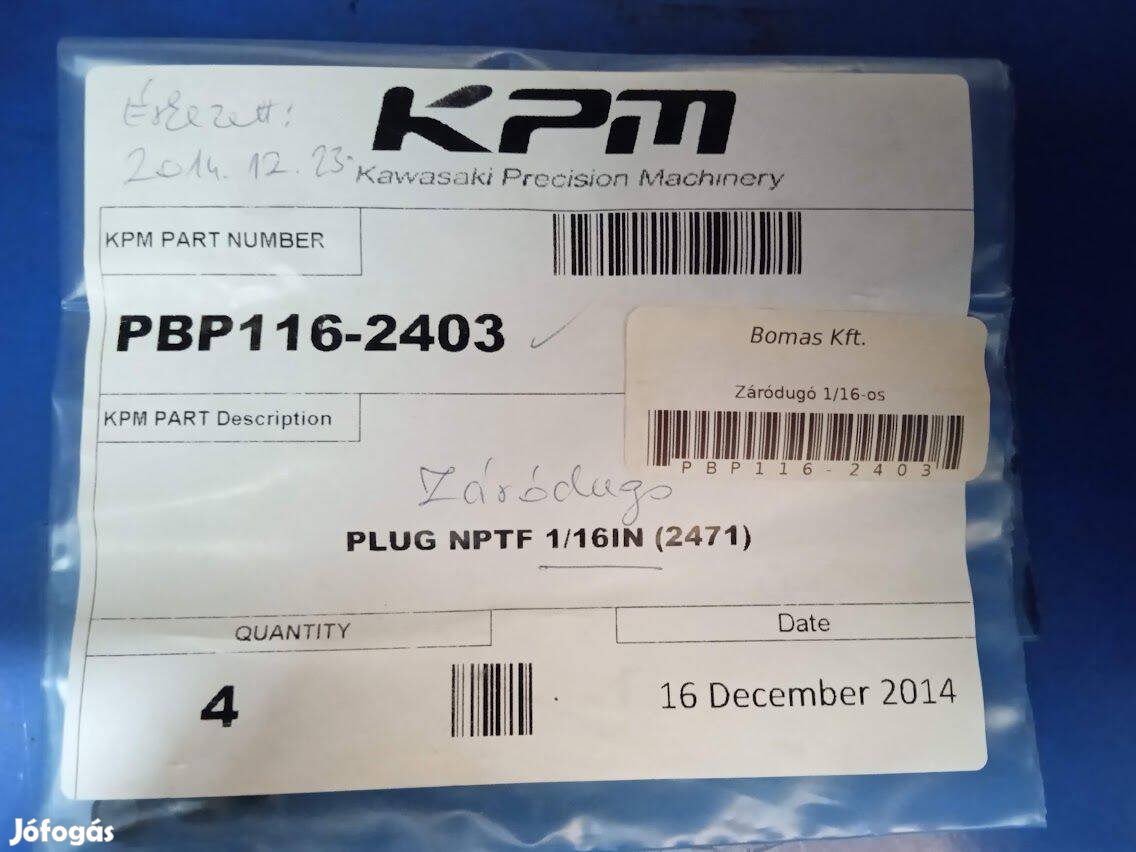 Érkezett:
2014. 12. 23.
KPM
Kawasaki Precision Machinery
KPM PART NUMBER
PBP116-2403
Bomas Kft.
Záródugó 1/16-os
PBP116-2403
KPM PART Description
Záródugó
PLUG NPTF 1/16IN (2471)
QUANTITY
Date
4
16 December 2014
Jófogás